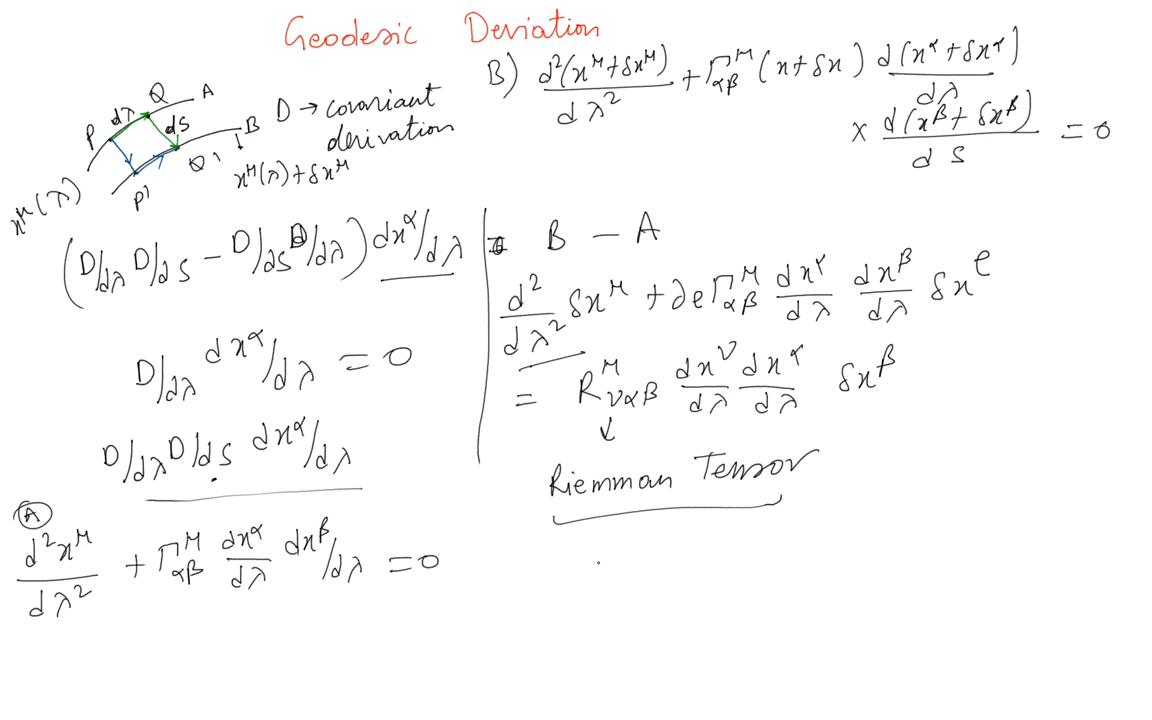 Geodesic Deviation
P dλ Q A
dS
B
P' Q'
x^μ(λ)
x^μ(λ) + δx^μ
D → covariant
derivation
B) d²(x^μ + δx^μ)/dλ² + Γ^μ_αβ (x + δx) d(x^α + δx^α)/dλ
× d(x^β + δx^β)/dS = 0
(D/dλ D/dS − D/dS D/dλ) dx^α/dλ
D/dλ dx^α/dλ = 0
D/dλ D/dS dx^α/dλ
A
d²x^μ/dλ² + Γ^μ_αβ dx^α/dλ dx^β/dλ = 0
= B − A
d²/dλ² δx^μ + ∂e Γ^μ_αβ dx^α/dλ dx^β/dλ δx^e
= R^μ_ναβ dx^ν/dλ dx^α/dλ δx^β
↓
Riemman Tensor